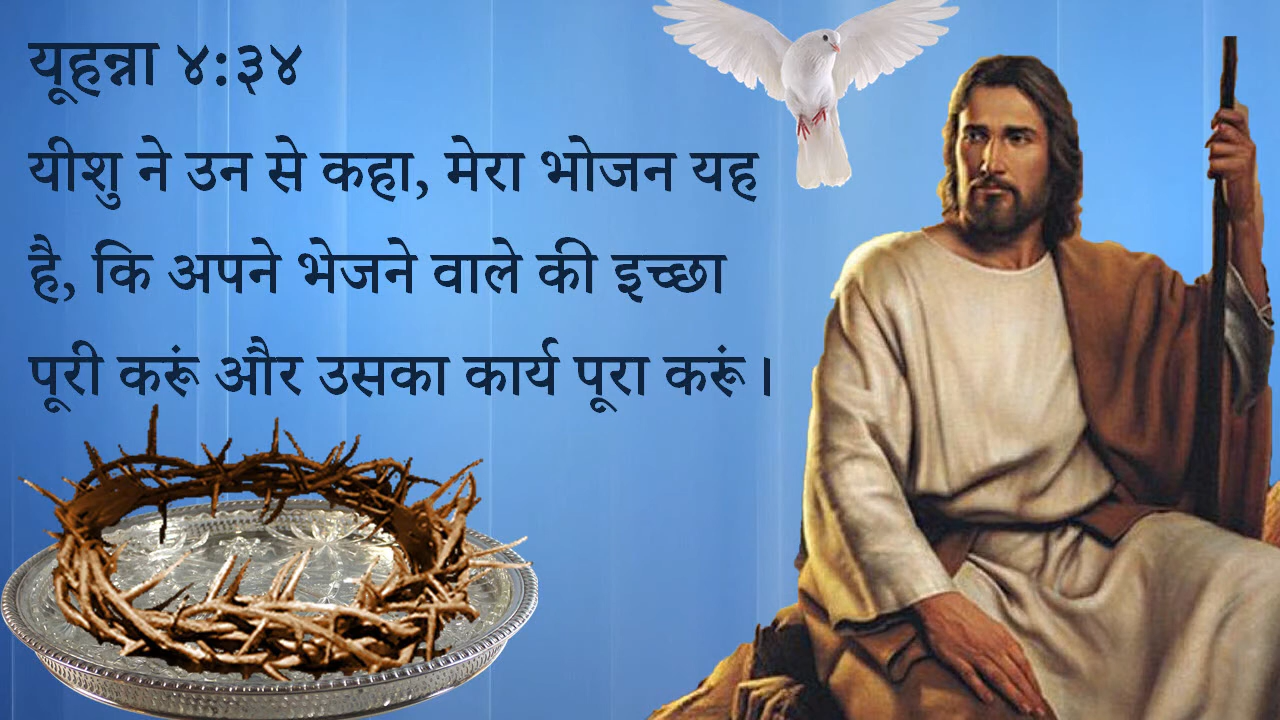 यूहन्ना ४:३४
यीशु ने उन से कहा, मेरा भोजन यह
है, कि अपने भेजने वाले की इच्छा
पूरी करूं और उसका कार्य पूरा करूं।